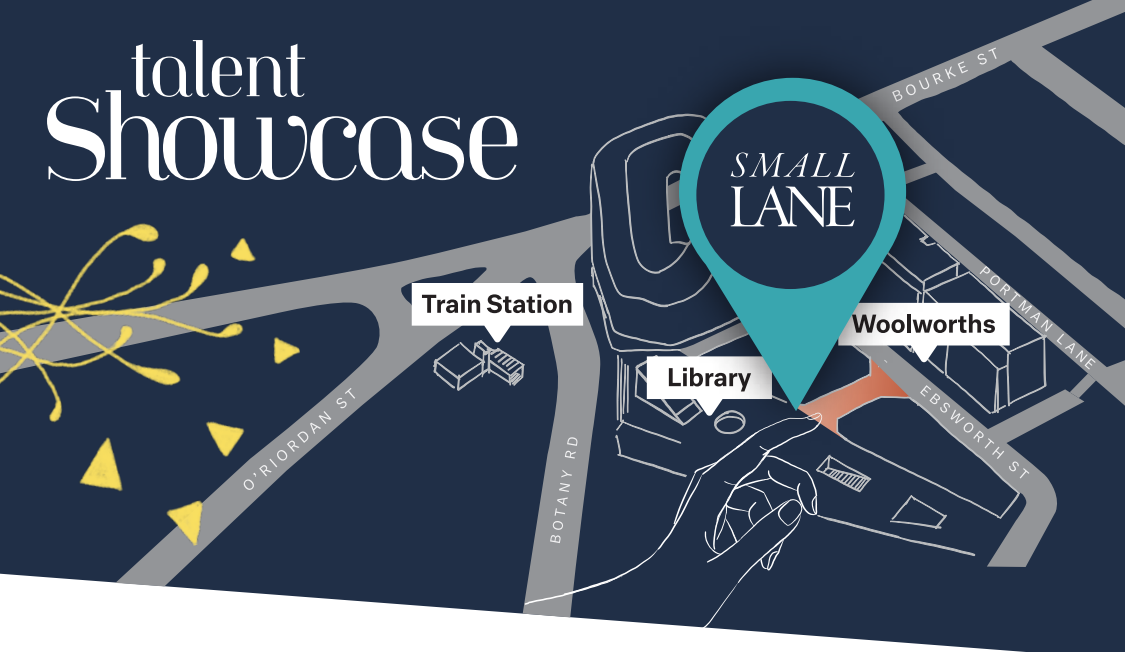 talent
Showcase
BOURKE ST
SMALL
LANE
PORTMAN LANE
Train Station
Woolworths
Library
O'RIORDAN ST
EBSWORTH ST
BOTANY RD